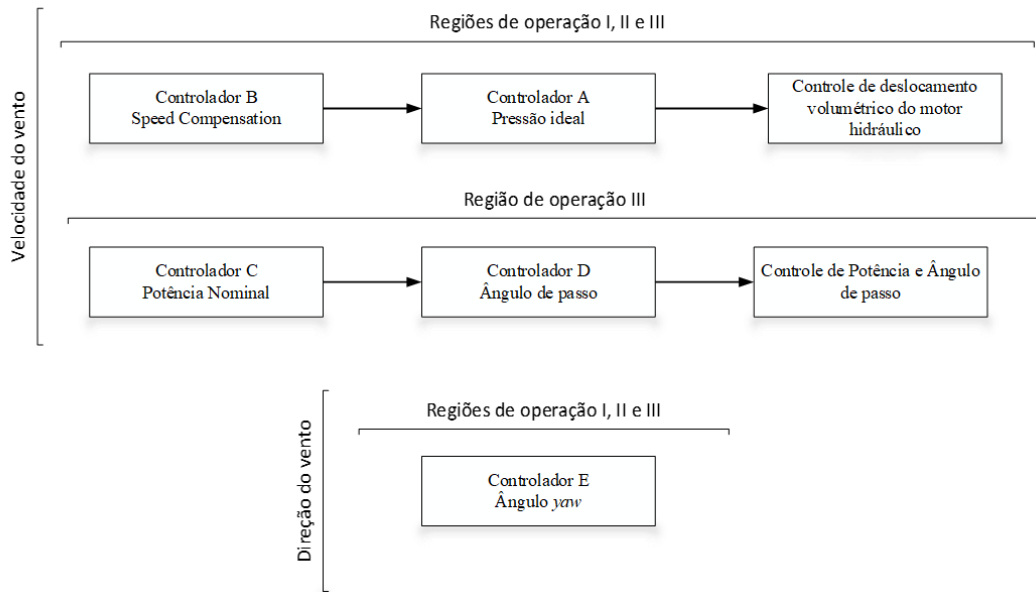 Regiões de operação I, II e III
Velocidade do vento
Controlador B
Speed Compensation
Controlador A
Pressão ideal
Controle de deslocamento
volumétrico do motor
hidráulico
Região de operação III
Controlador C
Potência Nominal
Controlador D
Ângulo de passo
Controle de Potência e Ângulo
de passo
Regiões de operação I, II e III
Direção do vento
Controlador E
Ângulo yaw